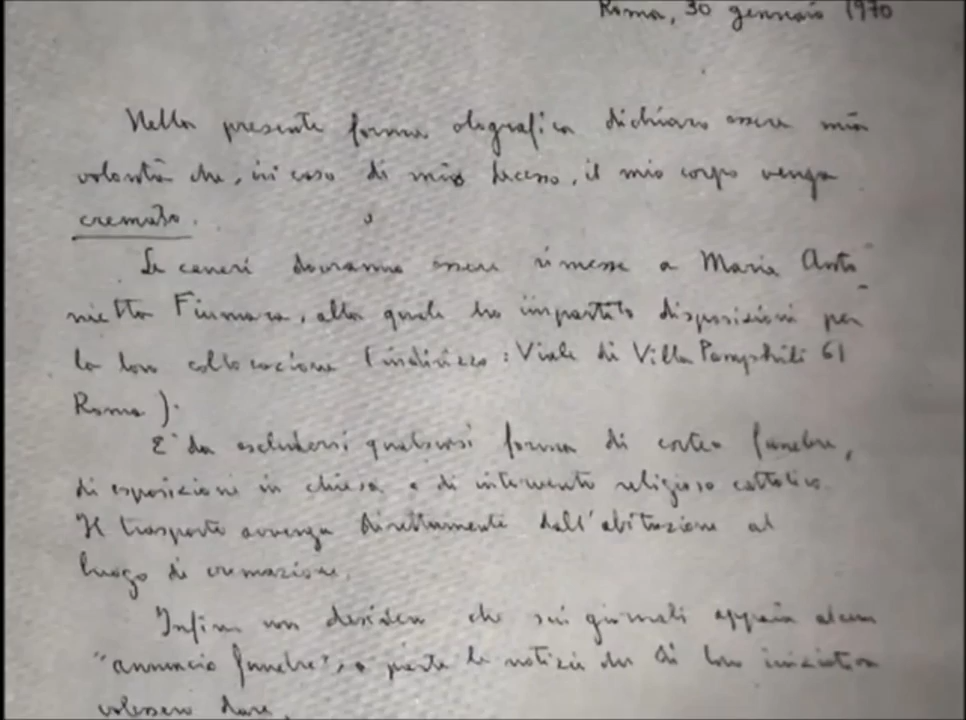 Roma, 30 gennaio 1970
Nella presente forma olografica dichiaro essere mia
volontà che, in caso di mio decesso, il mio corpo venga
cremato.
Le ceneri dovranno essere rimesse a Maria Anto
nietta Fiumara, alla quale ho impartito disposizioni per
la loro collocazione (indirizzo: Viale di Villa Pamphili 61
Roma).
E' da escludersi qualsiasi forma di corteo funebre,
di esposizione in chiesa o di intervento religioso cattolico.
Il trasporto avvenga direttamente dall'abitazione al
luogo di cremazione.
Infine non desidero che sui giornali appaia alcun
"annuncio funebre", a parte le notizie che di loro iniziativa
volessero dare.